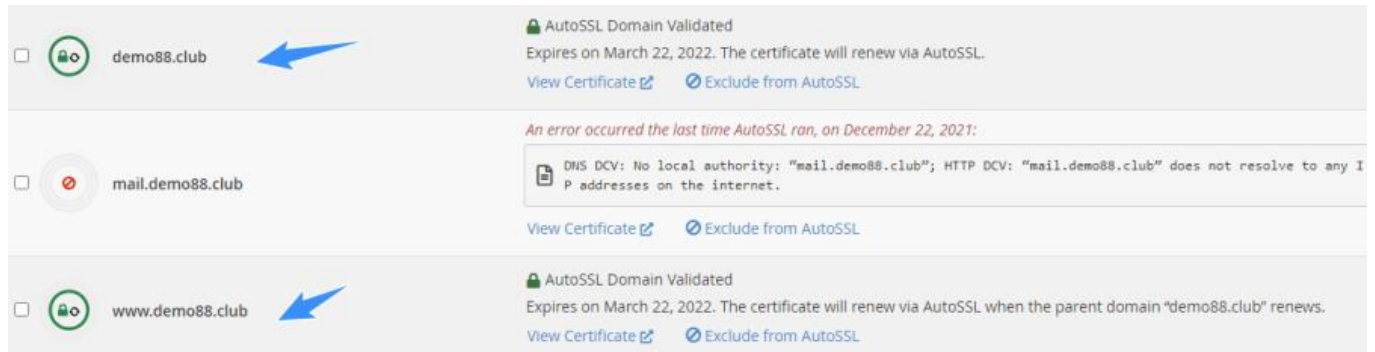 AutoSSL Domain Validated
demo88.club
Expires on March 22, 2022. The certificate will renew via AutoSSL.
View Certificate Exclude from AutoSSL
An error occurred the last time AutoSSL ran, on December 22, 2021:
DNS DCV: No local authority: “mail.demo88.club”; HTTP DCV: “mail.demo88.club” does not resolve to any I
P addresses on the internet.
mail.demo88.club
View Certificate Exclude from AutoSSL
AutoSSL Domain Validated
www.demo88.club
Expires on March 22, 2022. The certificate will renew via AutoSSL when the parent domain “demo88.club” renews.
View Certificate Exclude from AutoSSL